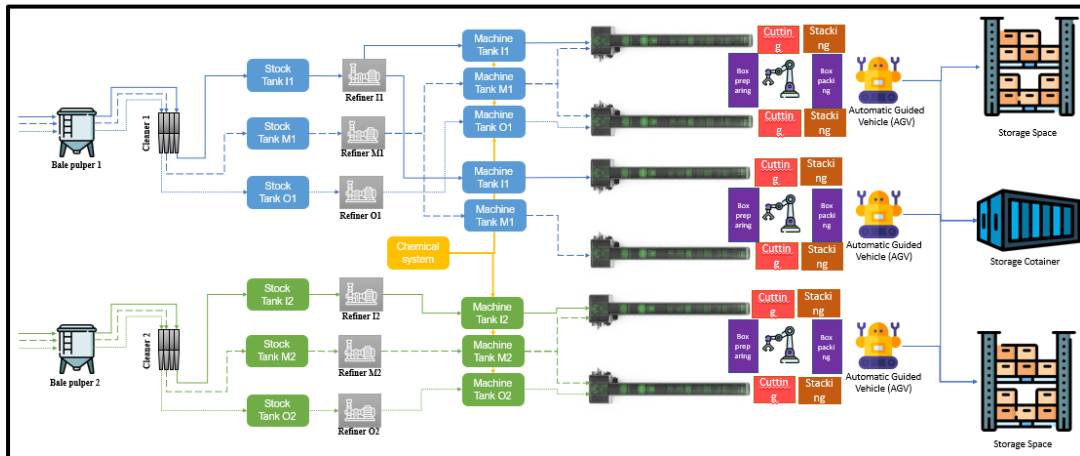 Bale pulper 1
Cleaner 1
Stock
Tank I1
Stock
Tank M1
Stock
Tank O1
Refiner I1
Refiner M1
Refiner O1
Machine
Tank I1
Machine
Tank M1
Machine
Tank O1
Machine
Tank I1
Machine
Tank M1
Chemical
system
Bale pulper 2
Cleaner 2
Stock
Tank I2
Stock
Tank M2
Stock
Tank O2
Refiner I2
Refiner M2
Refiner O2
Machine
Tank I2
Machine
Tank M2
Machine
Tank O2
Cuttin
g
Stacki
ng
Box prep
aring
Box pa
cking
Cuttin
g
Stacki
ng
Automatic Guided
Vehicle (AGV)
Cuttin
g
Stacki
ng
Box prep
aring
Box pa
cking
Cuttin
g
Stacki
ng
Automatic Guided
Vehicle (AGV)
Cuttin
g
Stacki
ng
Box prep
aring
Box pa
cking
Cuttin
g
Stacki
ng
Automatic Guided
Vehicle (AGV)
Storage Space
Storage Cotainer
Storage Space